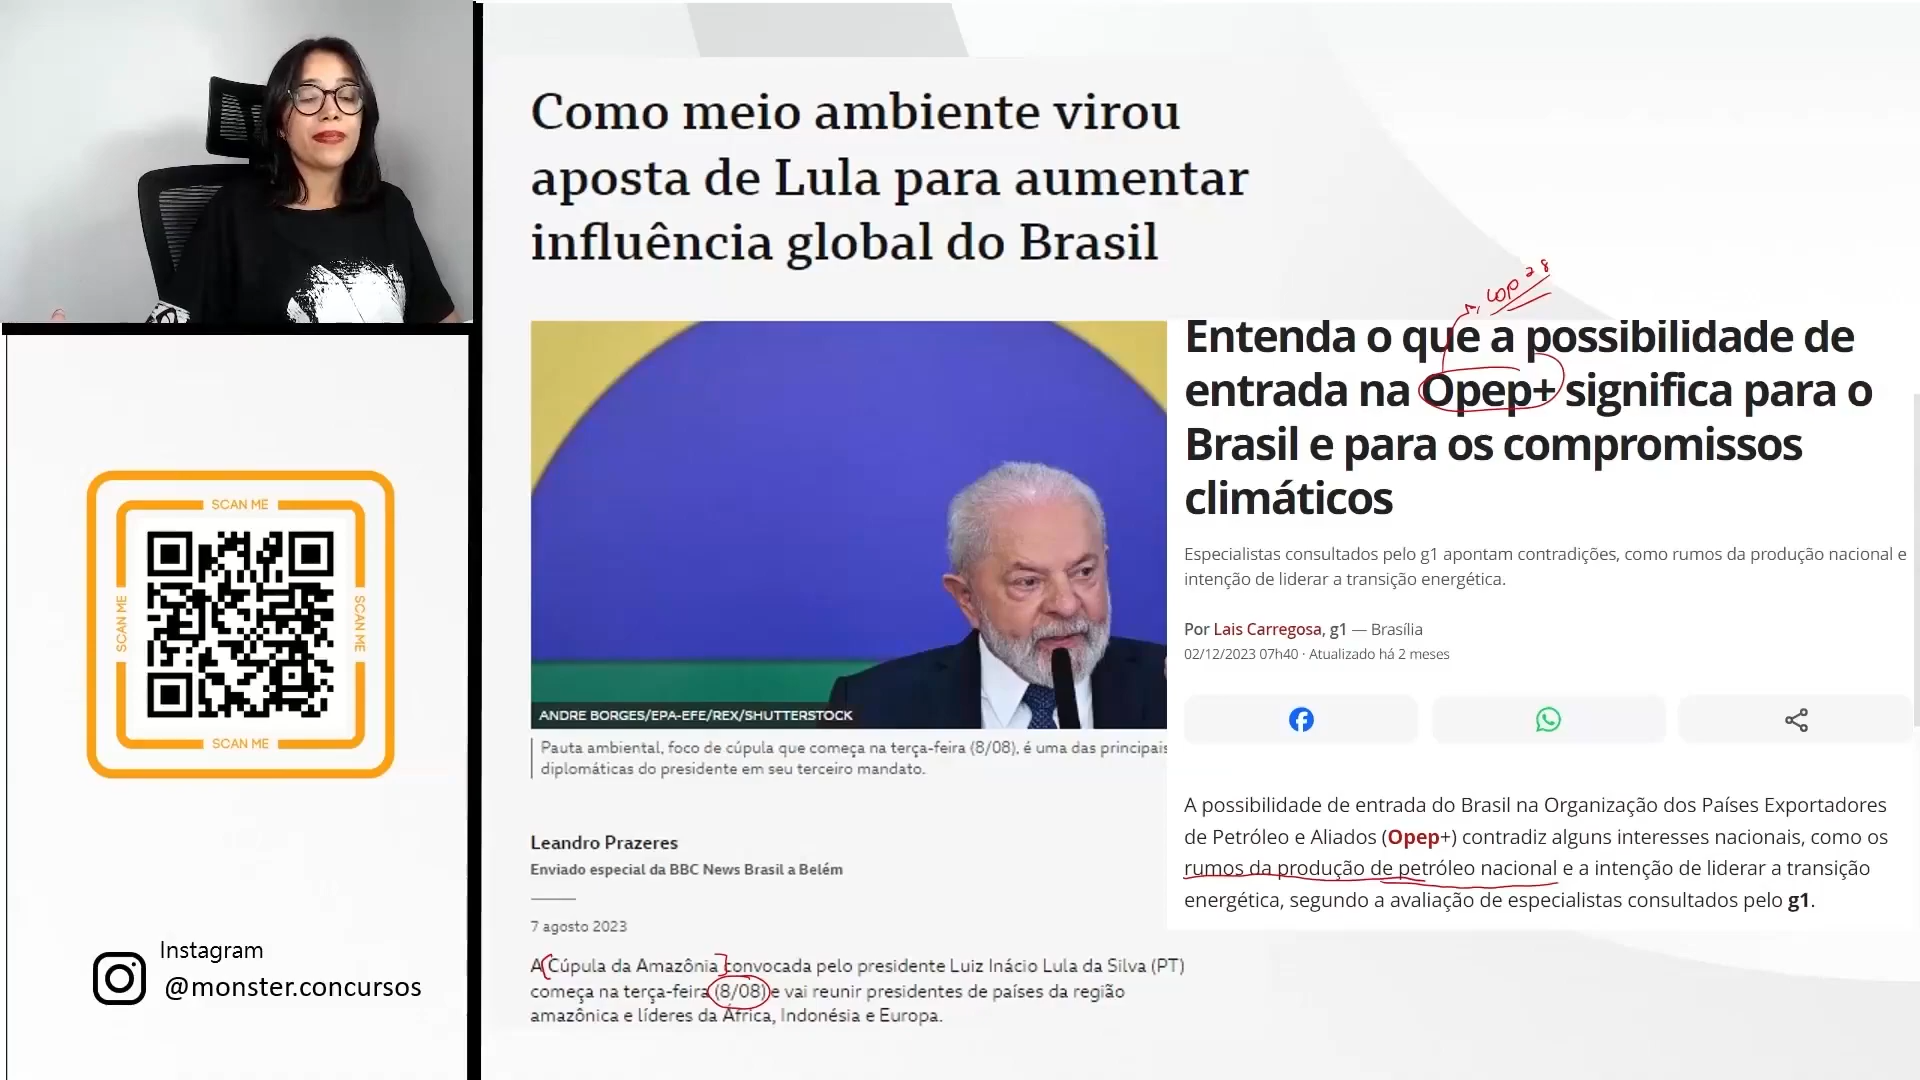 Como meio ambiente virou
aposta de Lula para aumentar
influência global do Brasil
ANDRE BORGES/EPA-EFE/REX/SHUTTERSTOCK
Pauta ambiental, foco de cúpula que começa na terça-feira (8/08), é uma das principais
diplomáticas do presidente em seu terceiro mandato.
Leandro Prazeres
Enviado especial da BBC News Brasil a Belém
7 agosto 2023
A Cúpula da Amazônia convocada pelo presidente Luiz Inácio Lula da Silva (PT)
começa na terça-feira (8/08) e vai reunir presidentes de países da região
amazônica e líderes da África, Indonésia e Europa.
COP 28
Entenda o que a possibilidade de
entrada na Opep+ significa para o
Brasil e para os compromissos
climáticos
Especialistas consultados pelo g1 apontam contradições, como rumos da produção nacional e
intenção de liderar a transição energética.
Por Lais Carregosa, g1 — Brasília
02/12/2023 07h40 · Atualizado há 2 meses
A possibilidade de entrada do Brasil na Organização dos Países Exportadores
de Petróleo e Aliados (Opep+) contradiz alguns interesses nacionais, como os
rumos da produção de petróleo nacional e a intenção de liderar a transição
energética, segundo a avaliação de especialistas consultados pelo g1.
SCAN ME
SCAN ME
SCAN ME
SCAN ME
Instagram
@monster.concursos